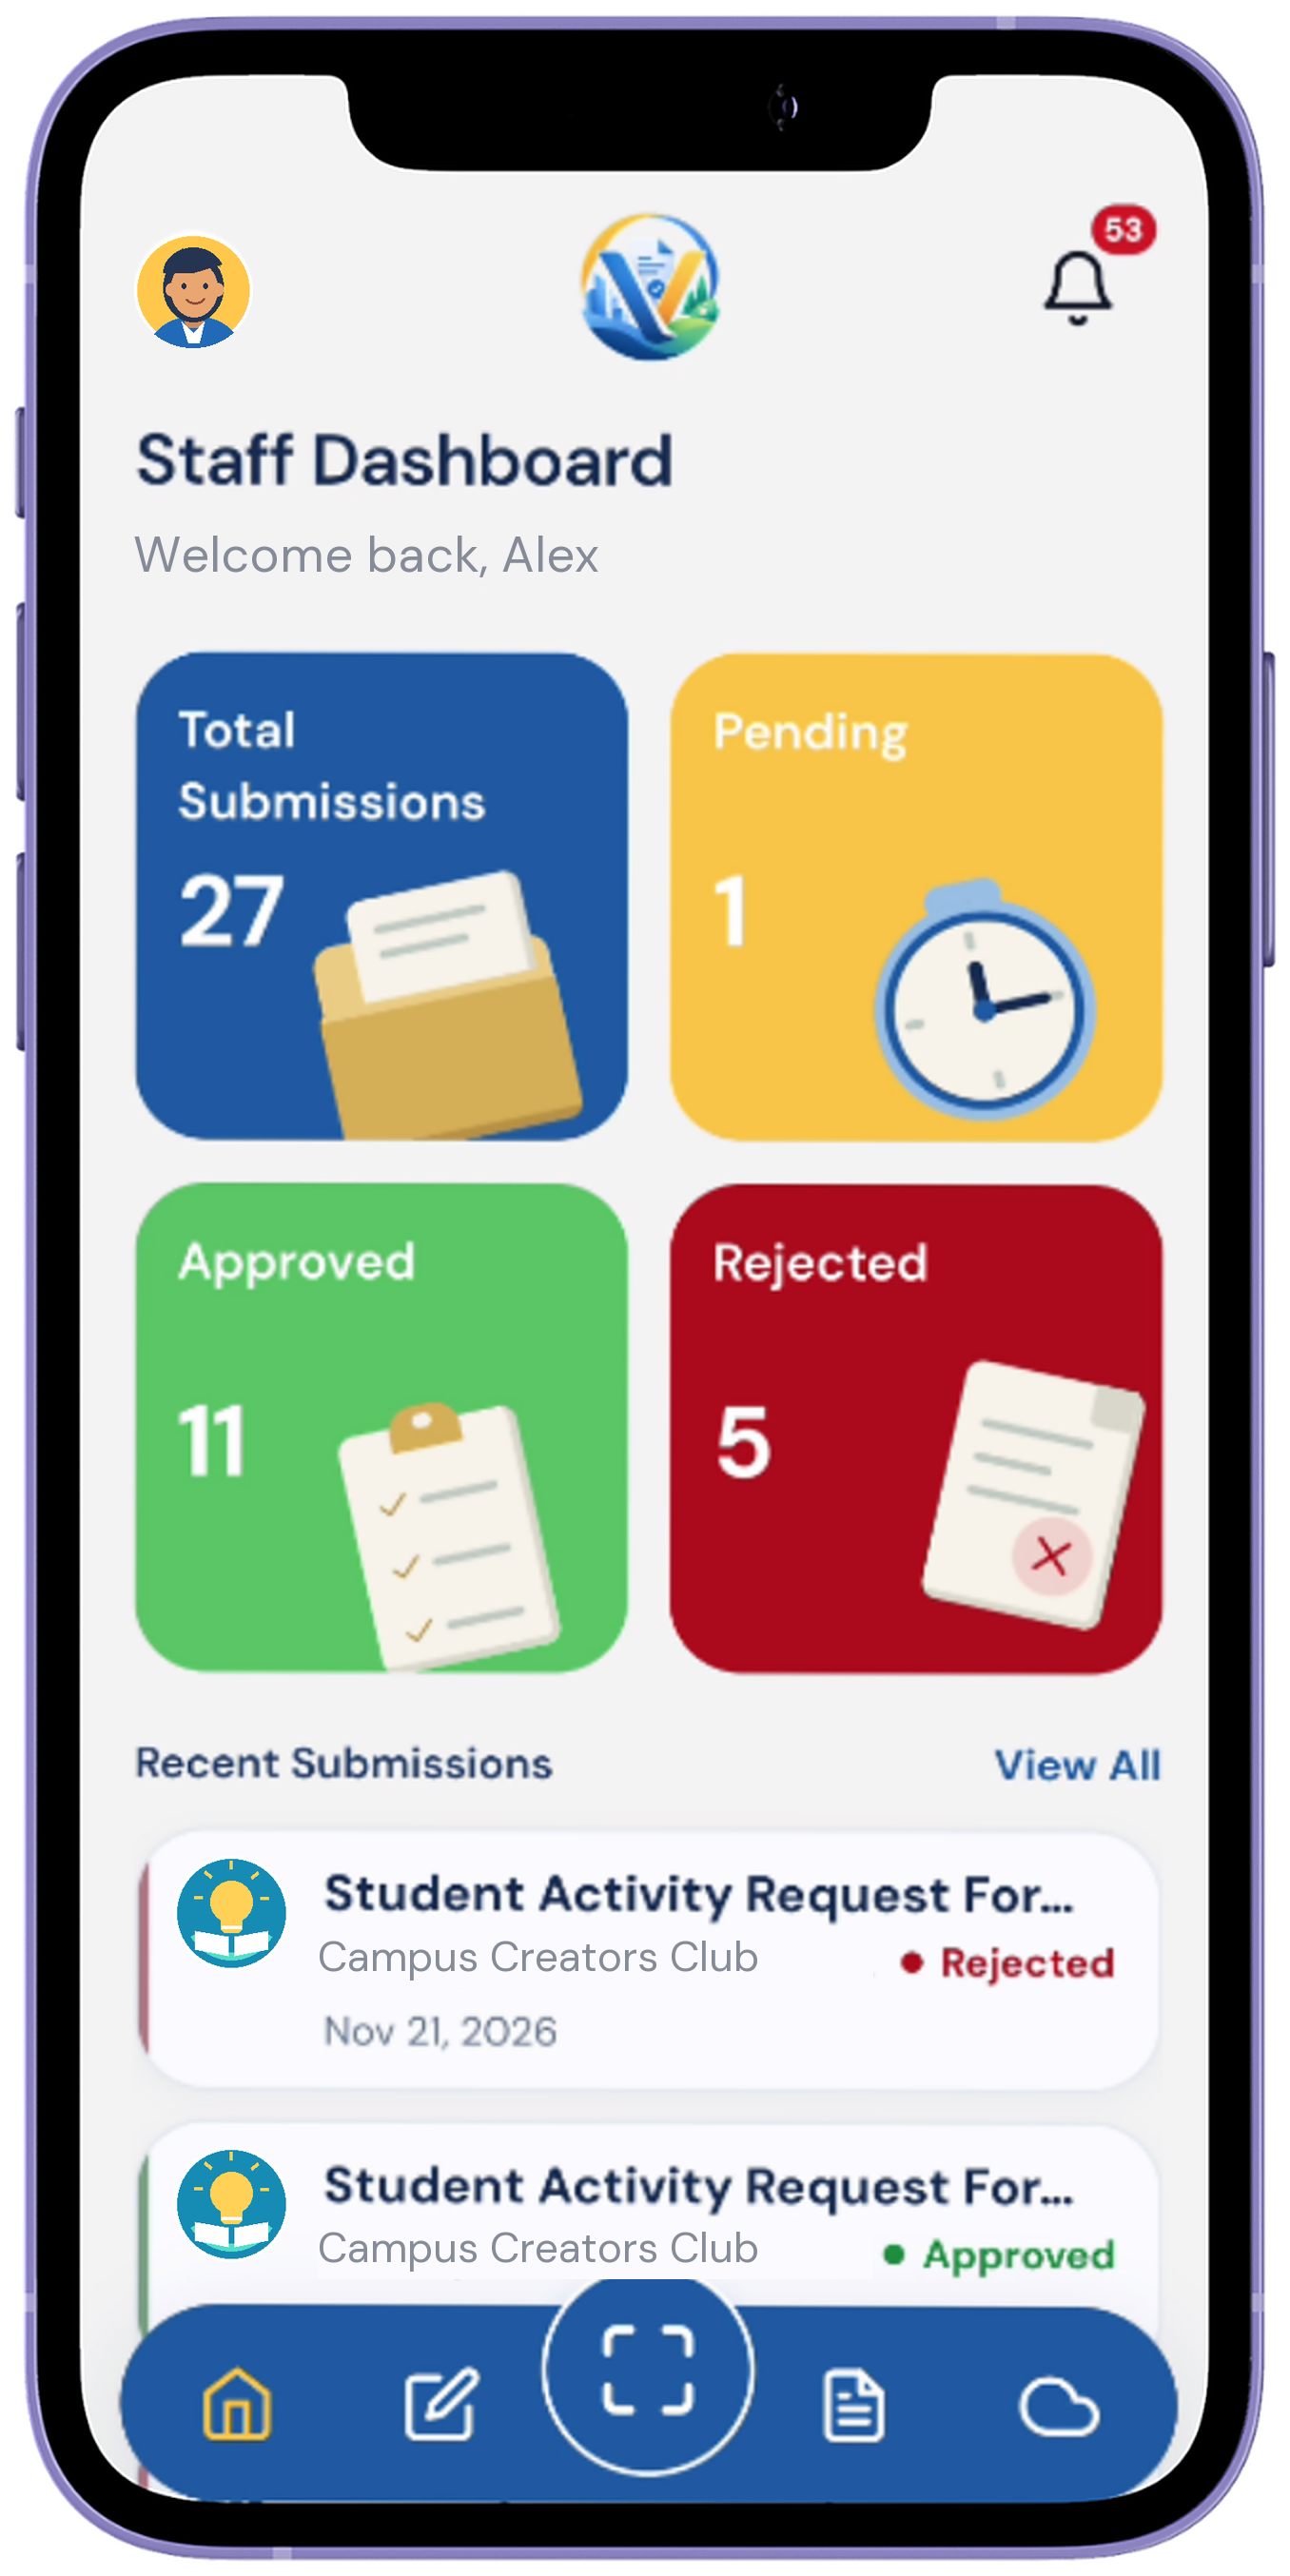 53
Staff Dashboard
Welcome back, Alex
Total
Submissions
27
Pending
1
Approved
11
Rejected
5
Recent Submissions
View All
Student Activity Request For...
Campus Creators Club
Rejected
Nov 21, 2026
Student Activity Request For...
Campus Creators Club
Approved